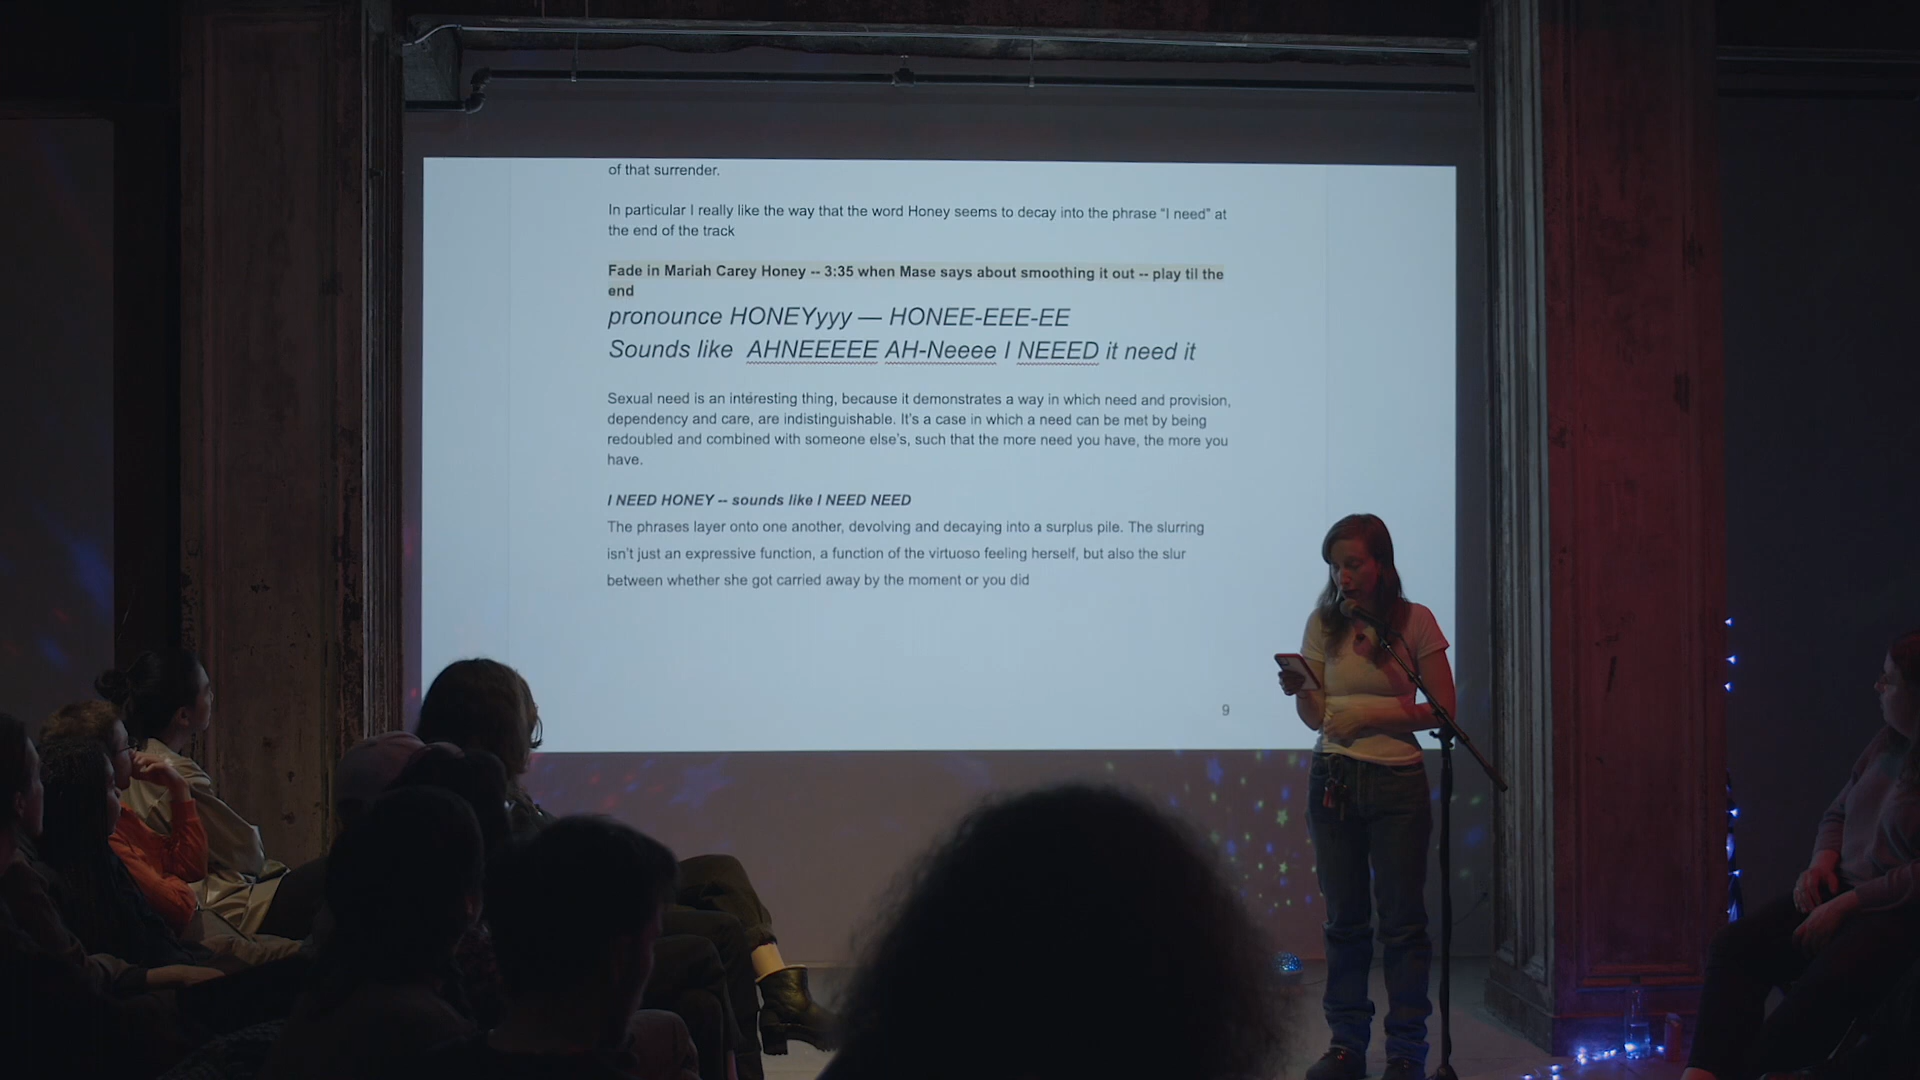 of that surrender.
In particular I really like the way that the word Honey seems to decay into the phrase “I need” at
the end of the track
Fade in Mariah Carey Honey -- 3:35 when Mase says about smoothing it out -- play til the
end
pronounce HONEYyyy — HONEE-EEE-EE
Sounds like AHNEEEEE AH-Neeee I NEEED it need it
Sexual need is an interesting thing, because it demonstrates a way in which need and provision,
dependency and care, are indistinguishable. It’s a case in which a need can be met by being
redoubled and combined with someone else’s, such that the more need you have, the more you
have.
I NEED HONEY -- sounds like I NEED NEED
The phrases layer onto one another, devolving and decaying into a surplus pile. The slurring
isn’t just an expressive function, a function of the virtuoso feeling herself, but also the slur
between whether she got carried away by the moment or you did
9